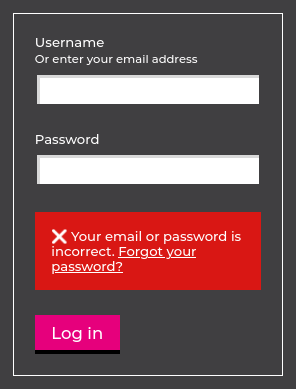 Username
Or enter your email address
Password
❌ Your email or password is
incorrect. Forgot your
password?
Log in